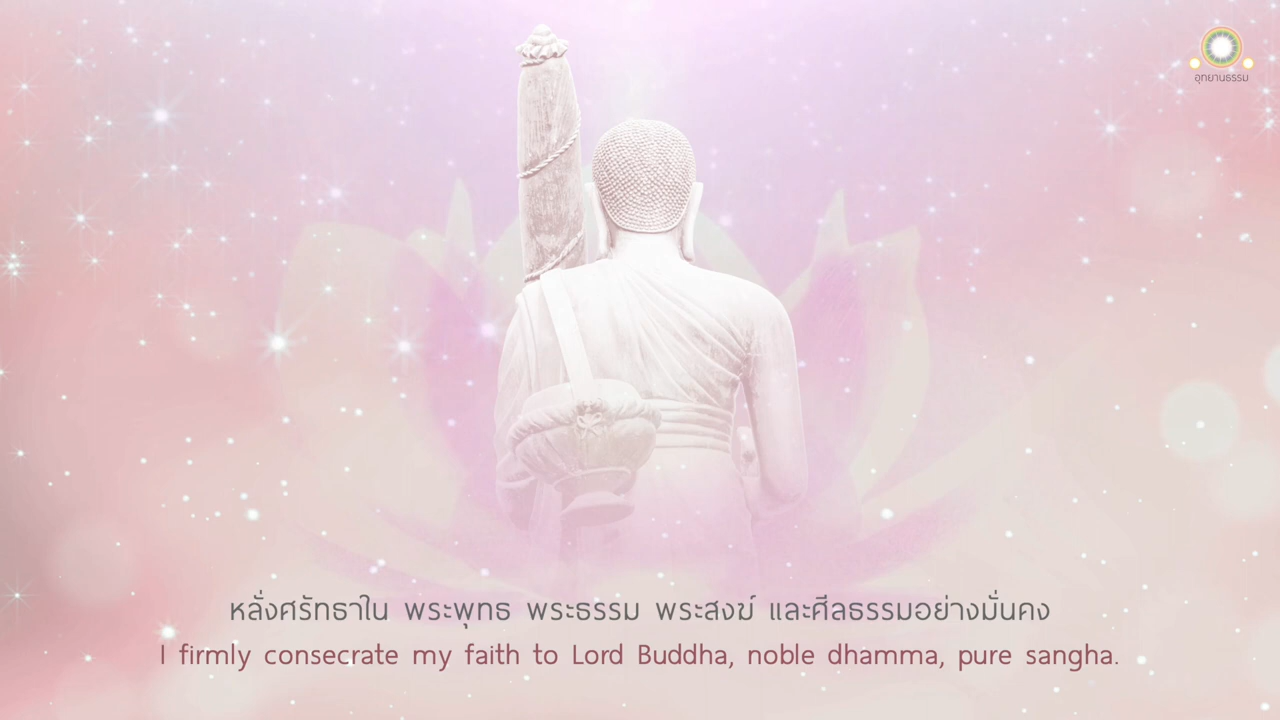 อุทยานธรรม
หลั่งศรัทธาใน พระพุทธ พระธรรม พระสงฆ์ และศีลธรรมอย่างมั่นคง
I firmly consecrate my faith to Lord Buddha, noble dhamma, pure sangha.